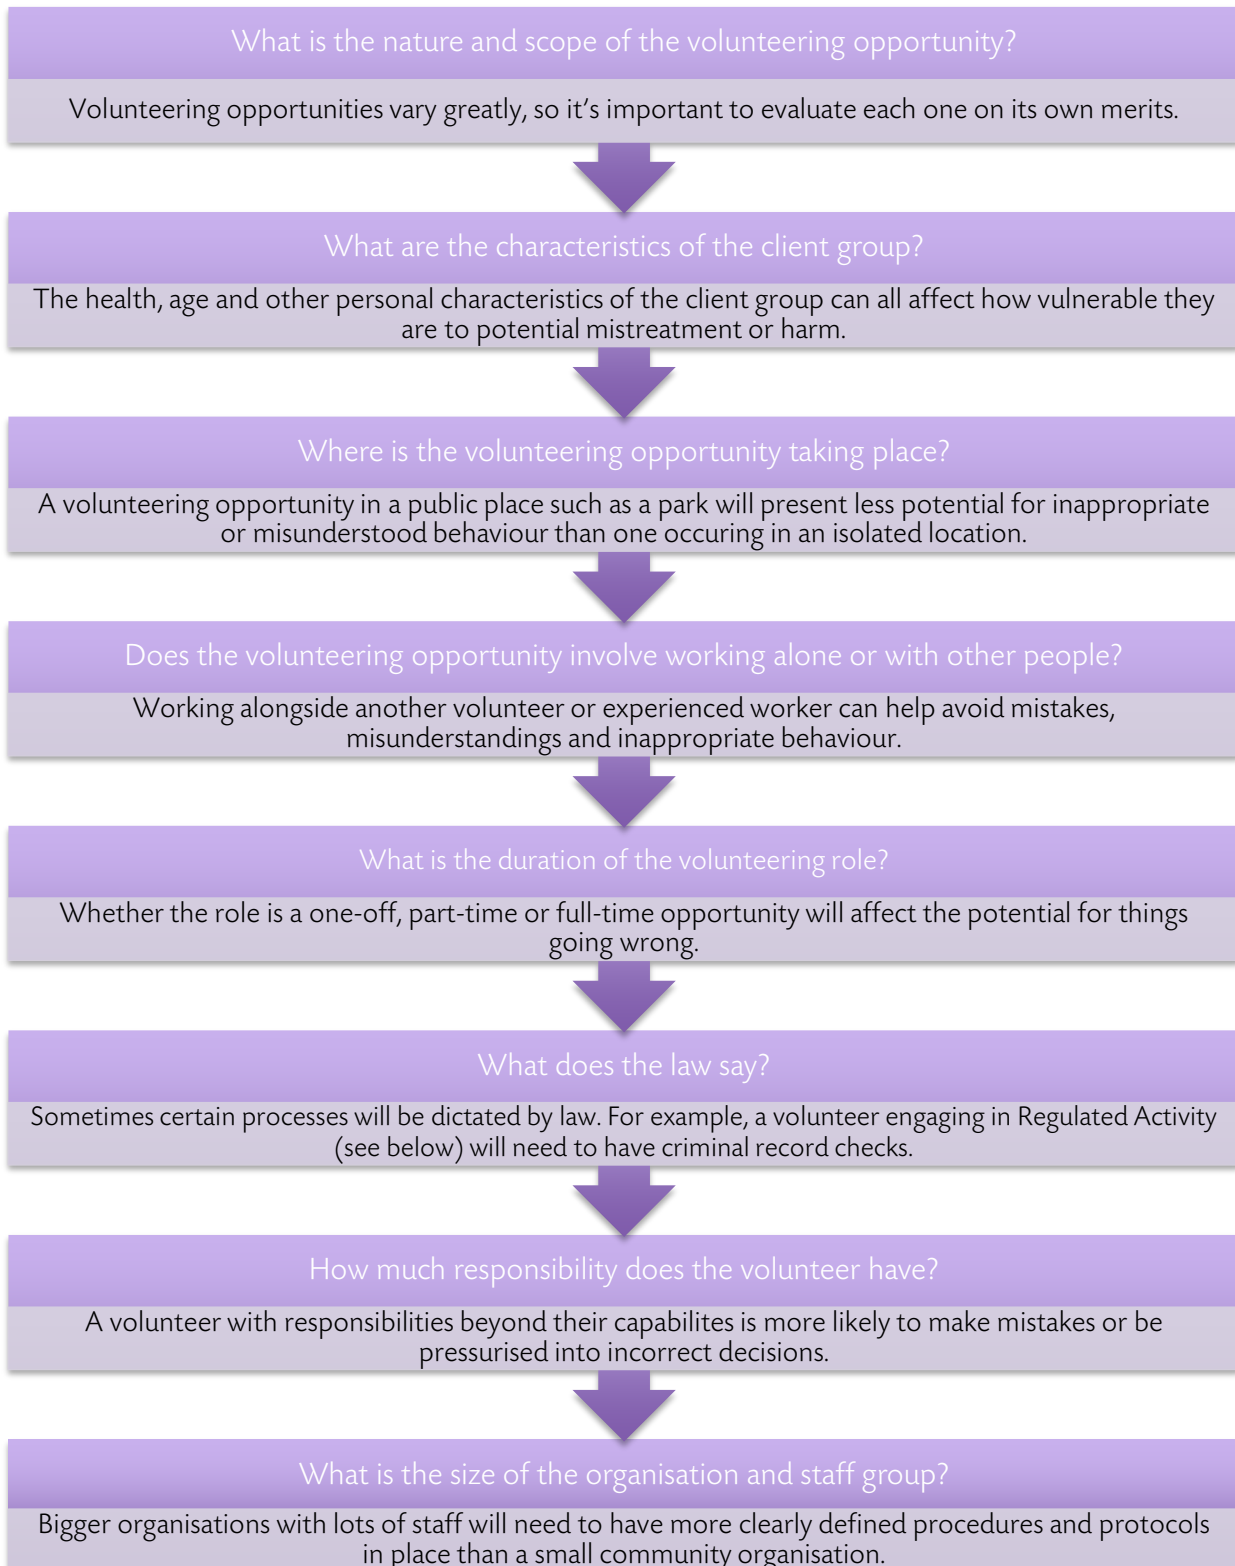 What is the nature and scope of the volunteering opportunity?
Volunteering opportunities vary greatly, so it's important to evaluate each one on its own merits.
What are the characteristics of the client group?
The health, age and other personal characteristics of the client group can all affect how vulnerable they
are to potential mistreatment or harm.
Where is the volunteering opportunity taking place?
A volunteering opportunity in a public place such as a park will present less potential for inappropriate
or misunderstood behaviour than one occuring in an isolated location.
Does the volunteering opportunity involve working alone or with other people?
Working alongside another volunteer or experienced worker can help avoid mistakes,
misunderstandings and inappropriate behaviour.
What is the duration of the volunteering role?
Whether the role is a one-off, part-time or full-time opportunity will affect the potential for things
going wrong.
What does the law say?
Sometimes certain processes will be dictated by law. For example, a volunteer engaging in Regulated Activity
(see below) will need to have criminal record checks.
How much responsibility does the volunteer have?
A volunteer with responsibilities beyond their capabilites is more likely to make mistakes or be
pressurised into incorrect decisions.
What is the size of the organisation and staff group?
Bigger organisations with lots of staff will need to have more clearly defined procedures and protocols
in place than a small community organisation.